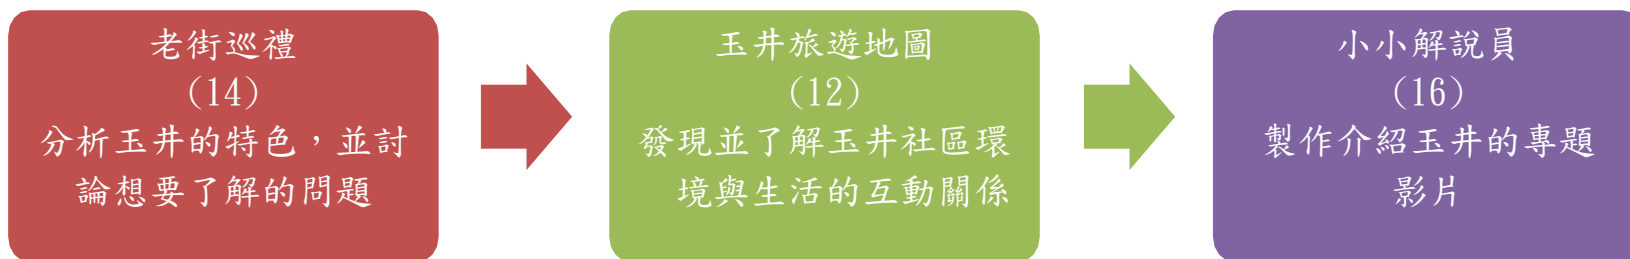 老街巡禮
(14)
分析玉井的特色，並討
論想要了解的問題
玉井旅遊地圖
(12)
發現並了解玉井社區環
境與生活的互動關係
小小解說員
(16)
製作介紹玉井的專題
影片